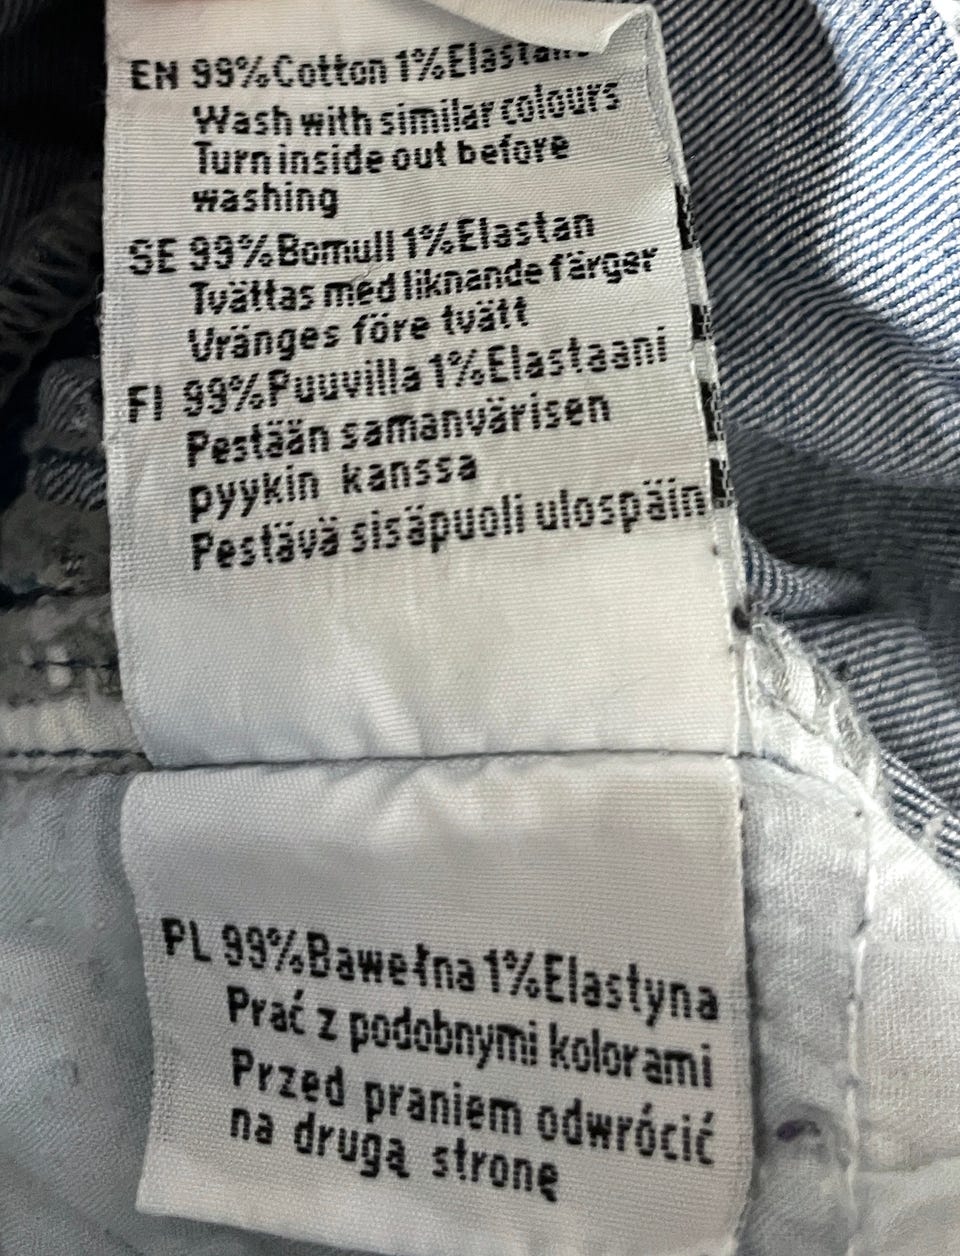 EN 99%Cotton 1%Elastane
Wash with similar colours
Turn inside out before
washing
SE 99%Bomull 1%Elastan
Tvättas med liknande färger
Vränges före tvätt
FI 99%Puuvilla 1%Elastaani
Pestään samanvärisen
pyykin kanssa
Pestävä sisäpuoli ulospäin
PL 99%Bawełna 1%Elastyna
Prać z podobnymi kolorami
Przed praniem odwrócić
na drugą stronę